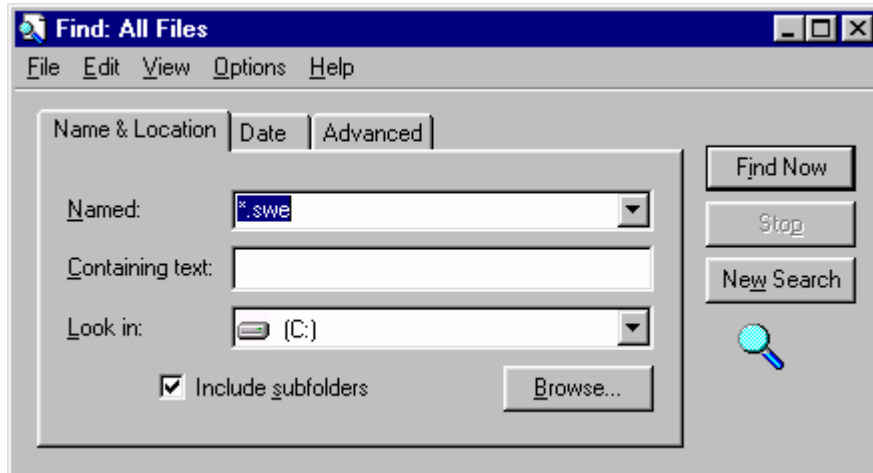 Find: All Files
File Edit View Options Help
Name & Location Date Advanced
Find Now
Named: *.swe
Stop
Containing text:
New Search
Look in: (C:)
Include subfolders Browse...